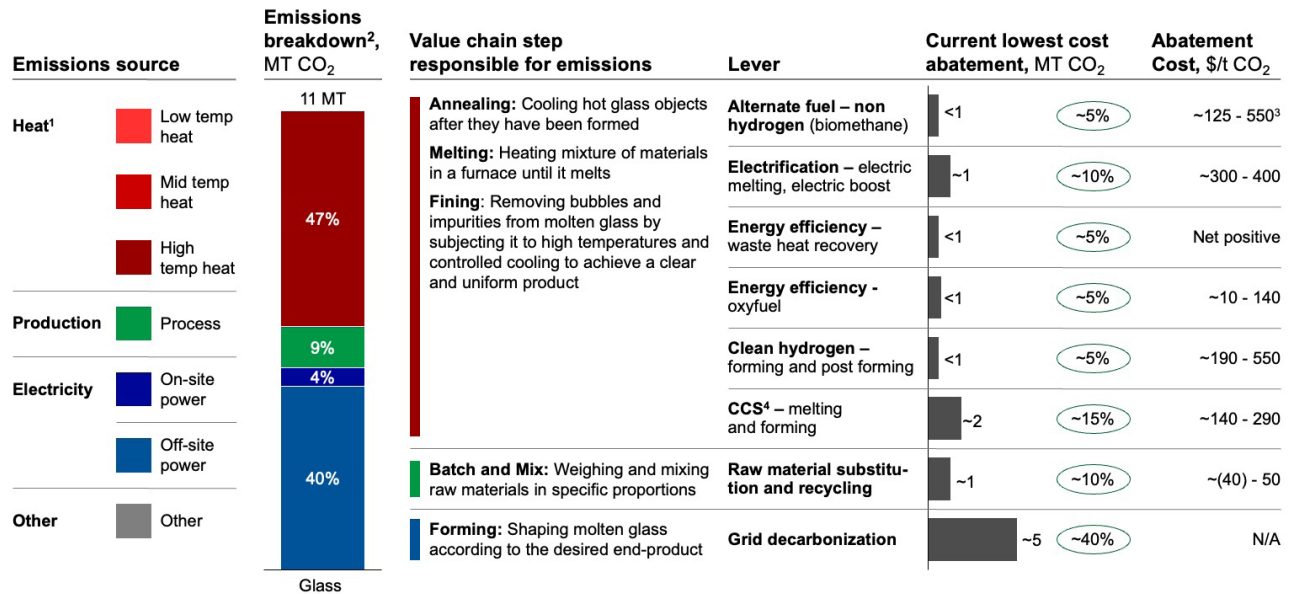 Emissions source
Heat¹
Low temp
heat
Mid temp
heat
High
temp heat
Production
Process
Electricity
On-site
power
Off-site
power
Other
Other
Emissions
breakdown²,
MT CO₂
11 MT
47%
9%
4%
40%
Glass
Value chain step
responsible for emissions
Annealing: Cooling hot glass objects
after they have been formed
Melting: Heating mixture of materials
in a furnace until it melts
Fining: Removing bubbles and
impurities from molten glass by
subjecting it to high temperatures and
controlled cooling to achieve a clear
and uniform product
Batch and Mix: Weighing and mixing
raw materials in specific proportions
Forming: Shaping molten glass
according to the desired end-product
Lever
Current lowest cost
abatement, MT CO₂
Abatement
Cost, $/t CO₂
Alternate fuel – non
hydrogen (biomethane)
<1
~5%
~125 - 550³
Electrification – electric
melting, electric boost
~1
~10%
~300 - 400
Energy efficiency –
waste heat recovery
<1
~5%
Net positive
Energy efficiency -
oxyfuel
<1
~5%
~10 - 140
Clean hydrogen –
forming and post forming
<1
~5%
~190 - 550
CCS⁴ – melting
and forming
~2
~15%
~140 - 290
Raw material substitu-
tion and recycling
~1
~10%
~(40) - 50
Grid decarbonization
~5
~40%
N/A